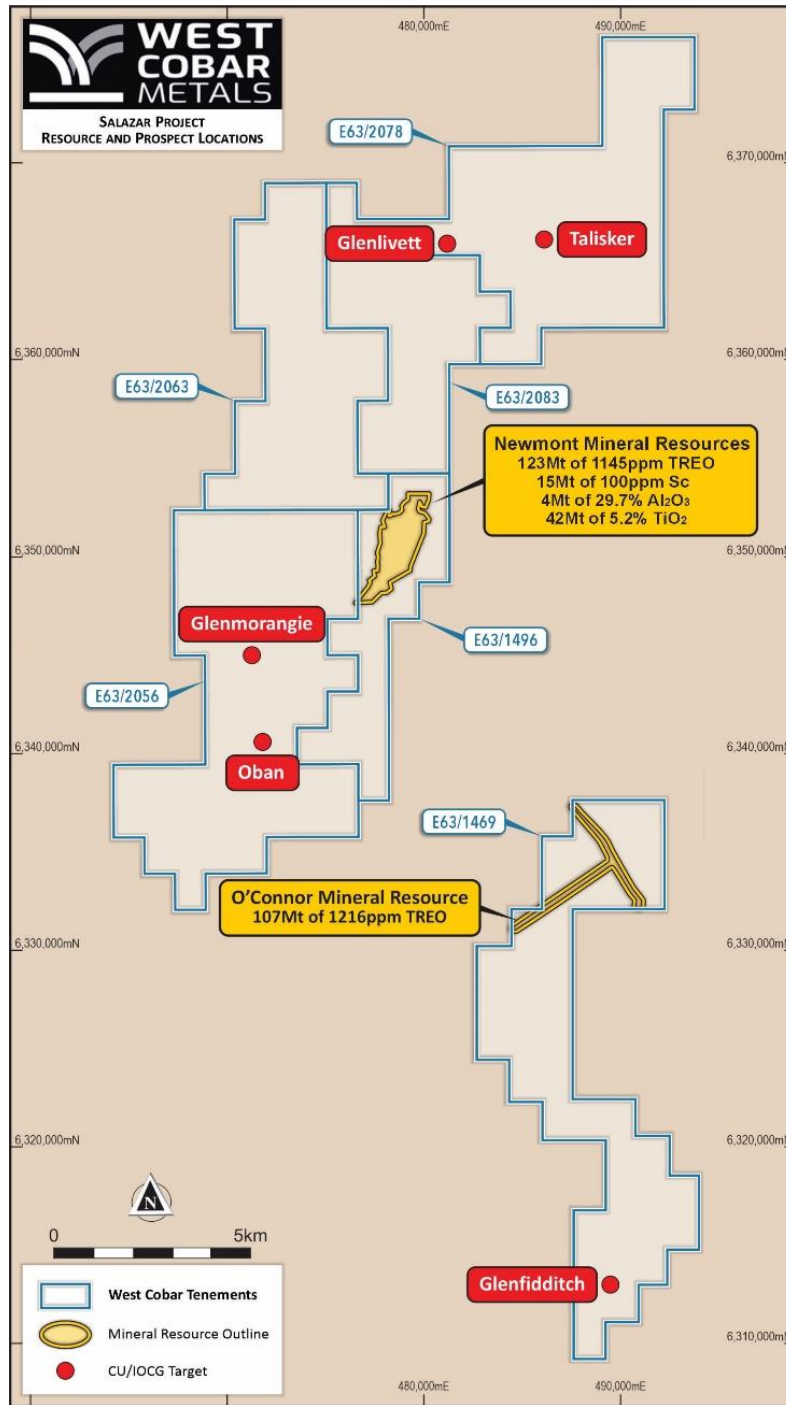 WEST
COBAR
METALS
SALAZAR PROJECT
RESOURCE AND PROSPECT LOCATIONS
480,000mE
490,000mE
E63/2078
6,370,000mN
6,370,000mN
Glenlivett
Talisker
6,360,000mN
6,360,000mN
E63/2063
E63/2083
Newmont Mineral Resources
123Mt of 1145ppm TREO
15Mt of 100ppm Sc
4Mt of 29.7% Al₂O₃
42Mt of 5.2% TiO₂
6,350,000mN
6,350,000mN
Glenmorangie
E63/1496
E63/2056
6,340,000mN
6,340,000mN
Oban
E63/1469
O'Connor Mineral Resource
107Mt of 1216ppm TREO
6,330,000mN
6,330,000mN
6,320,000mN
6,320,000mN
N
0
5km
West Cobar Tenements
Mineral Resource Outline
CU/IOCG Target
Glenfidditch
6,310,000mN
480,000mE
490,000mE